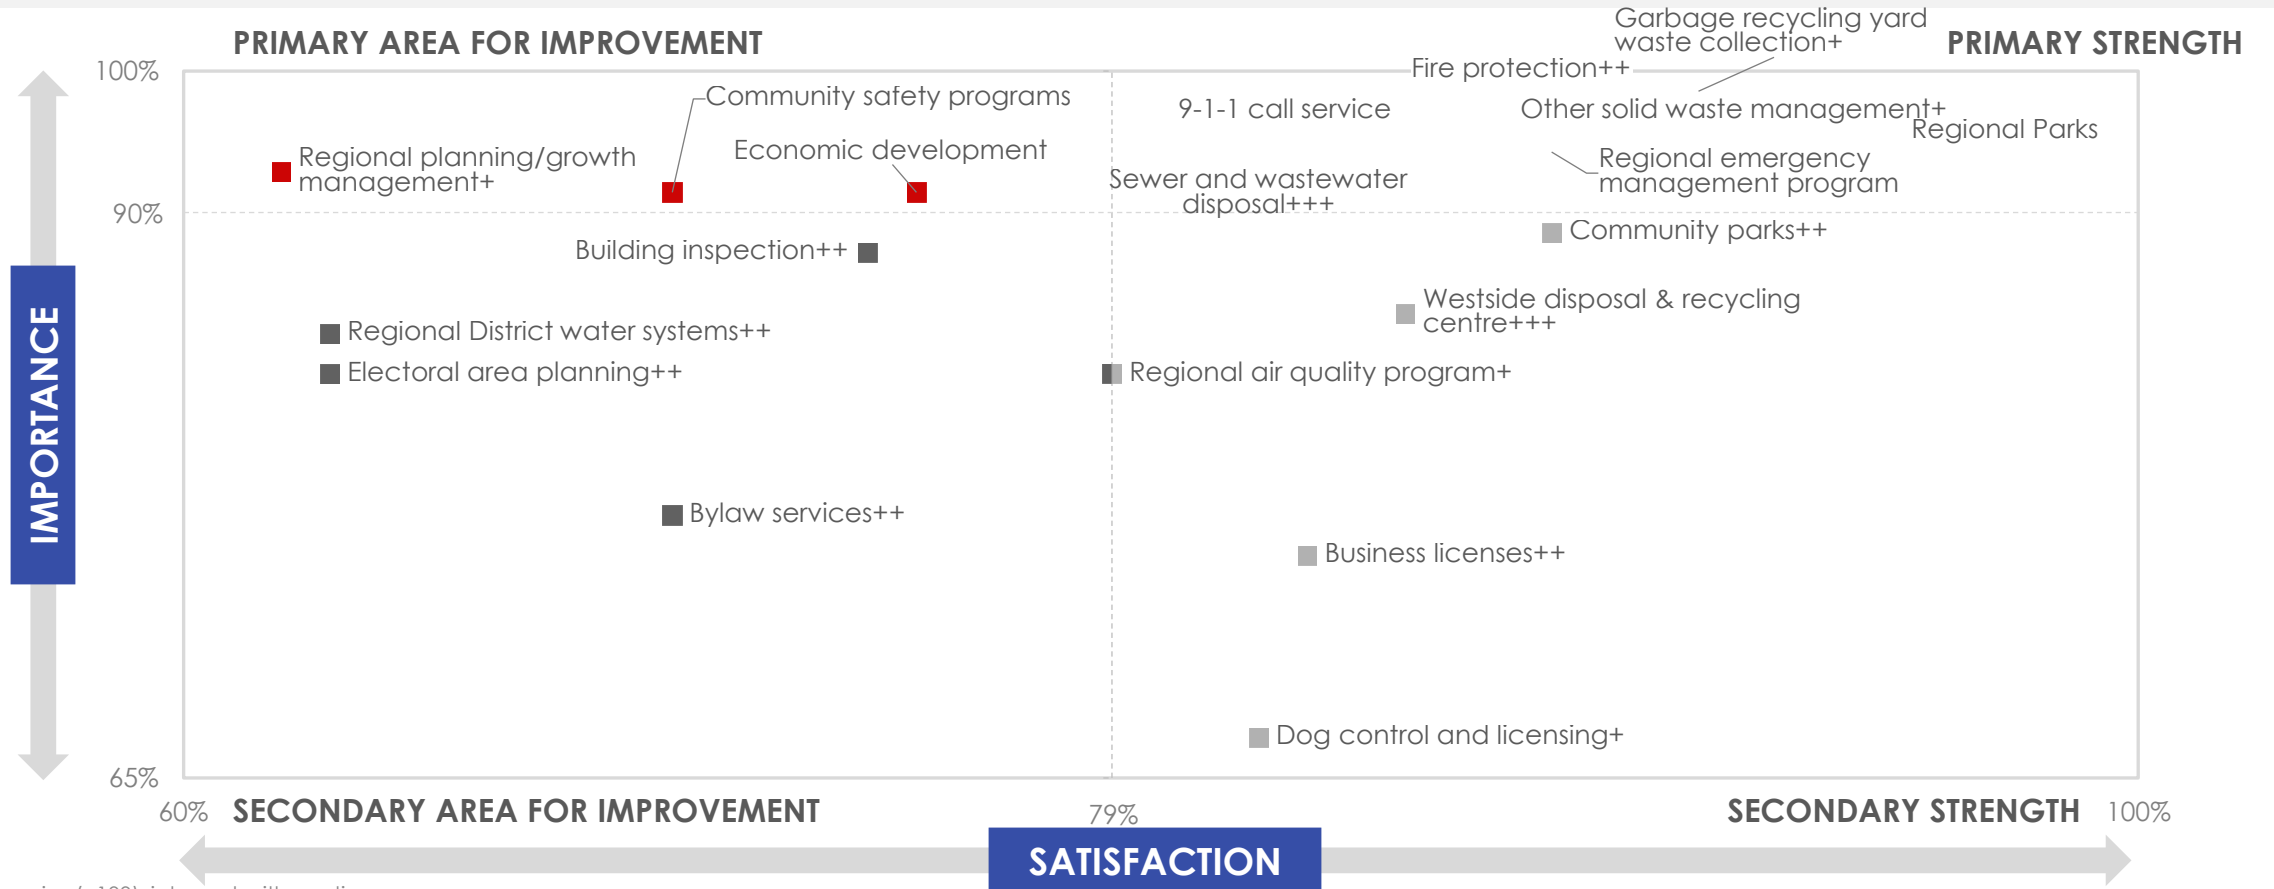 Garbage recycling yard
waste collection+
PRIMARY AREA FOR IMPROVEMENT
PRIMARY STRENGTH
100%
Fire protection++
Community safety programs
9-1-1 call service
Other solid waste management+
Regional Parks
Economic development
Regional planning/growth
management+
Regional emergency
management program
Sewer and wastewater
disposal+++
90%
Community parks++
Building inspection++
Westside disposal & recycling
centre+++
Regional District water systems++
Electoral area planning++
Regional air quality program+
IMPORTANCE
Bylaw services++
Business licenses++
Dog control and licensing+
65%
60%
SECONDARY AREA FOR IMPROVEMENT
79%
SECONDARY STRENGTH
100%
SATISFACTION